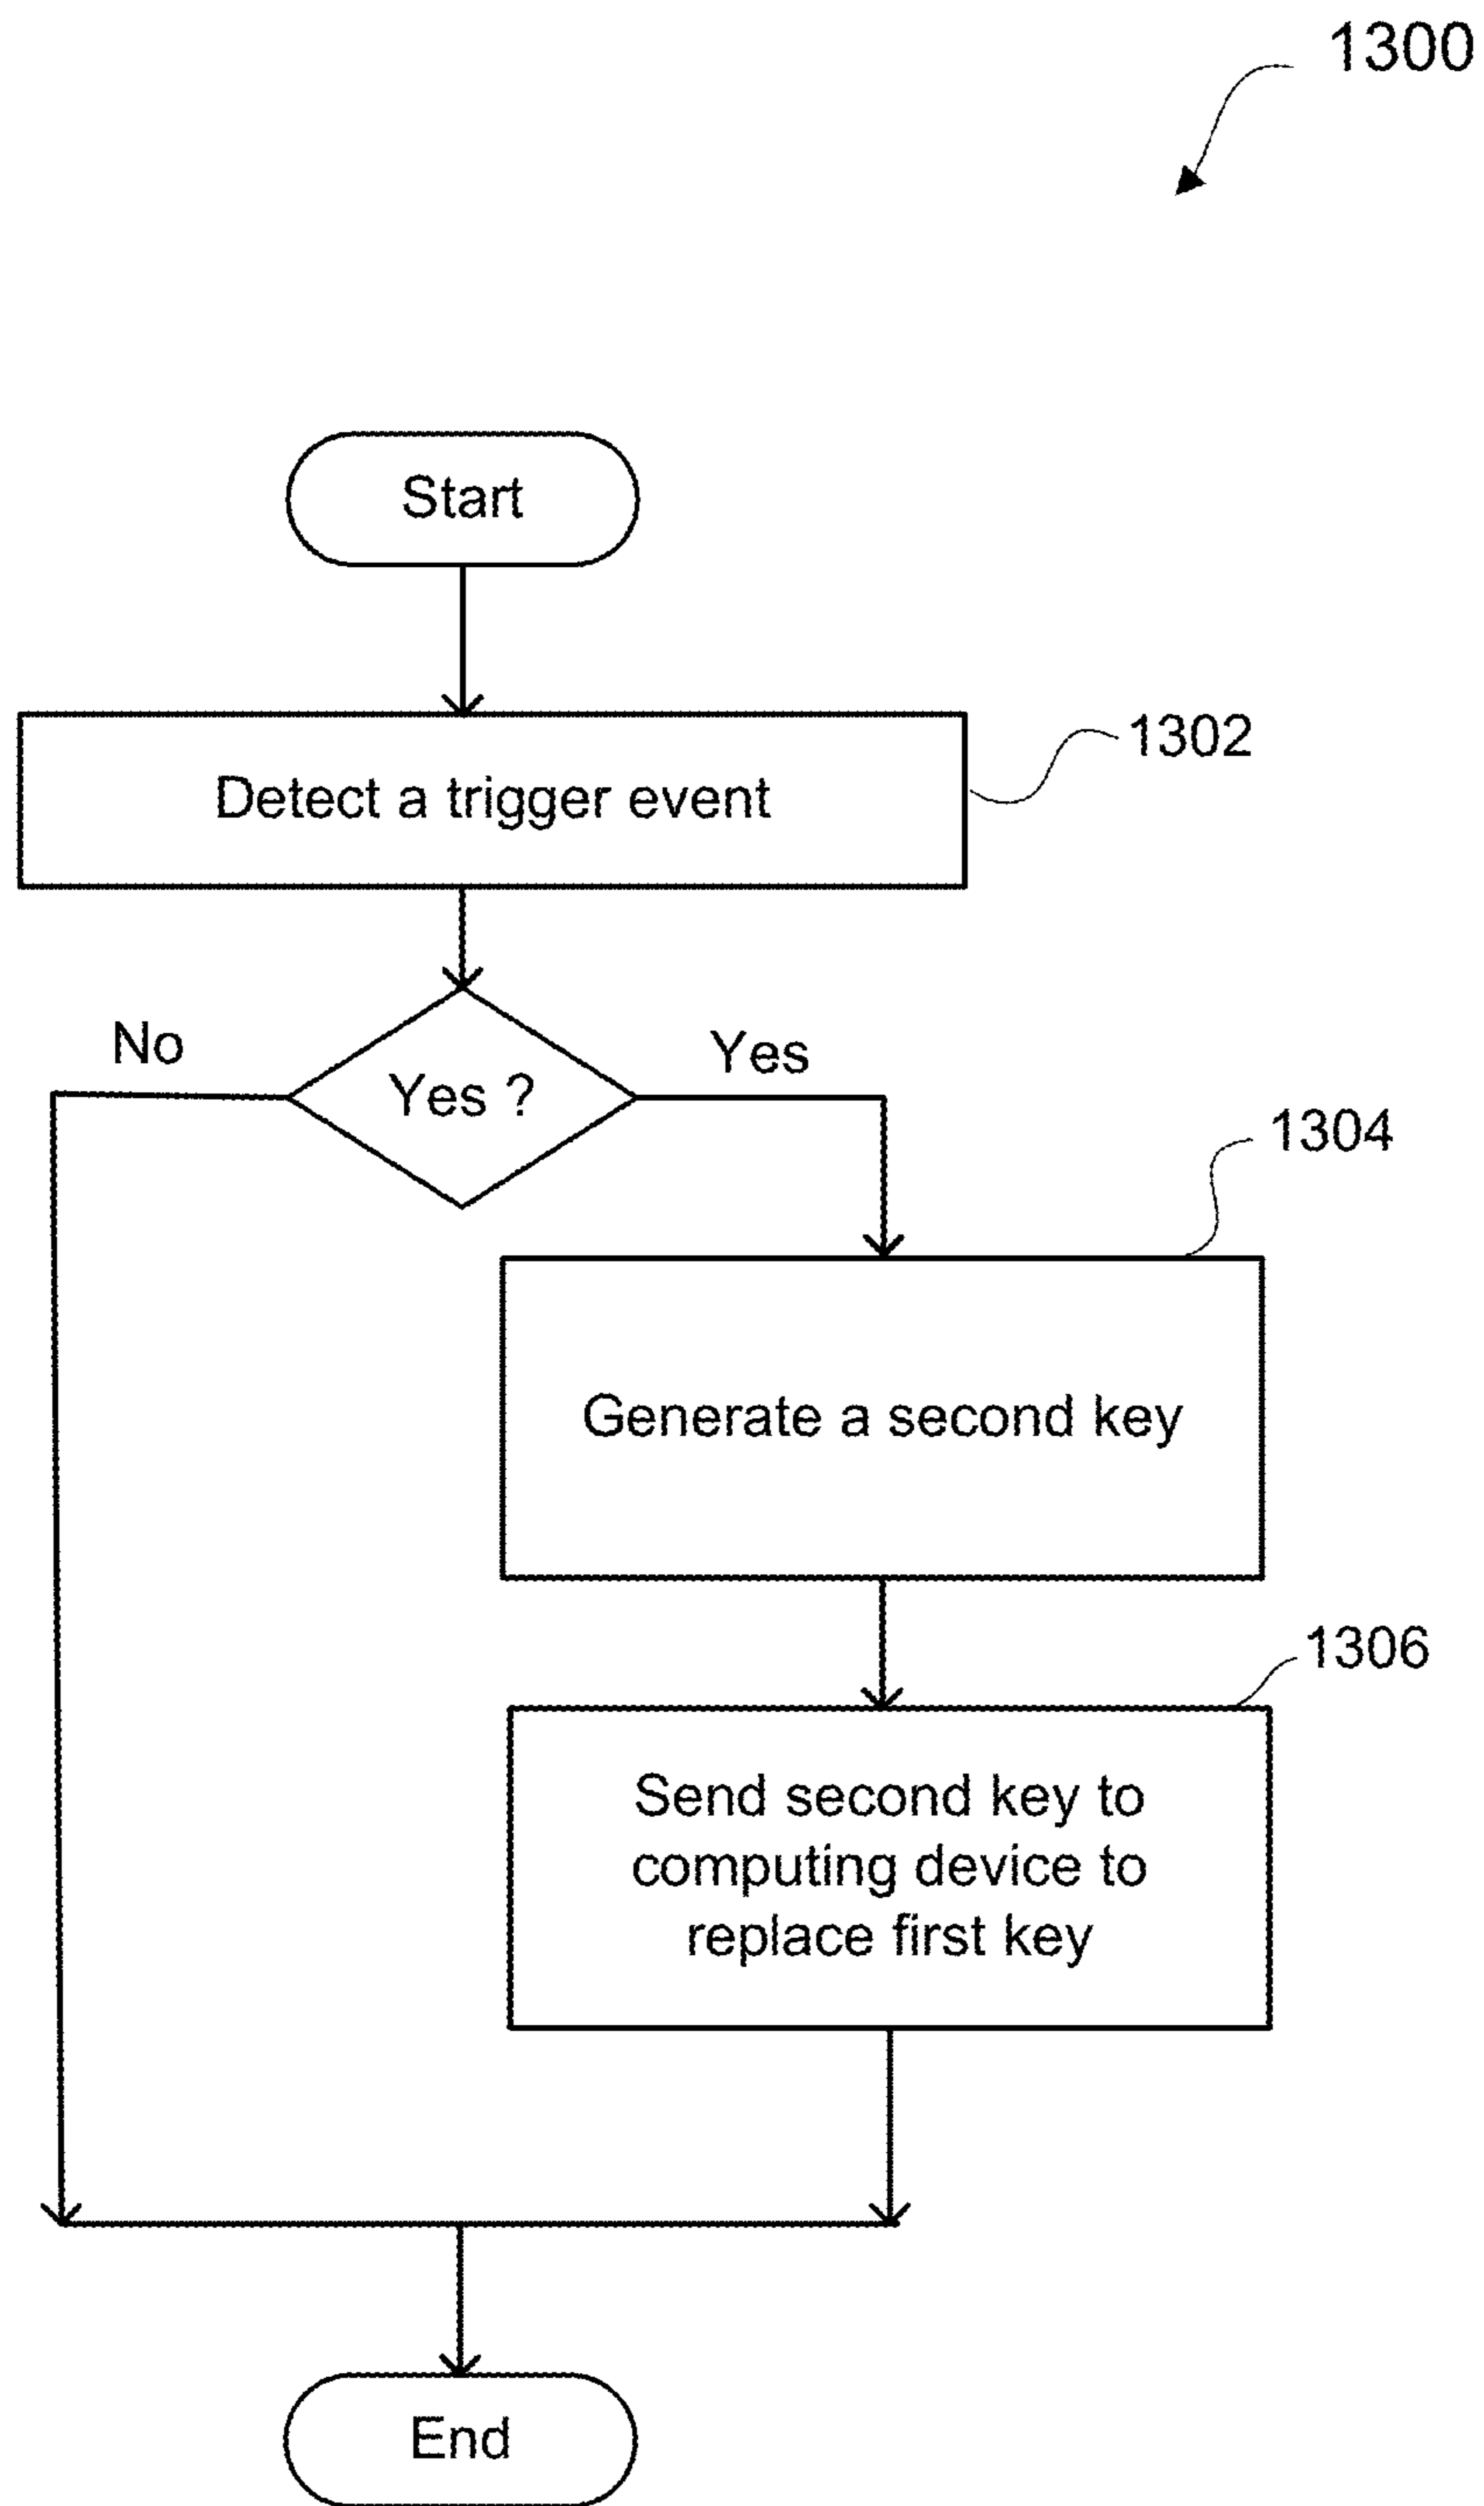 1300
Start
Detect a trigger event
1302
No
Yes ?
Yes
1304
Generate a second key
1306
Send second key to
computing device to
replace first key
End